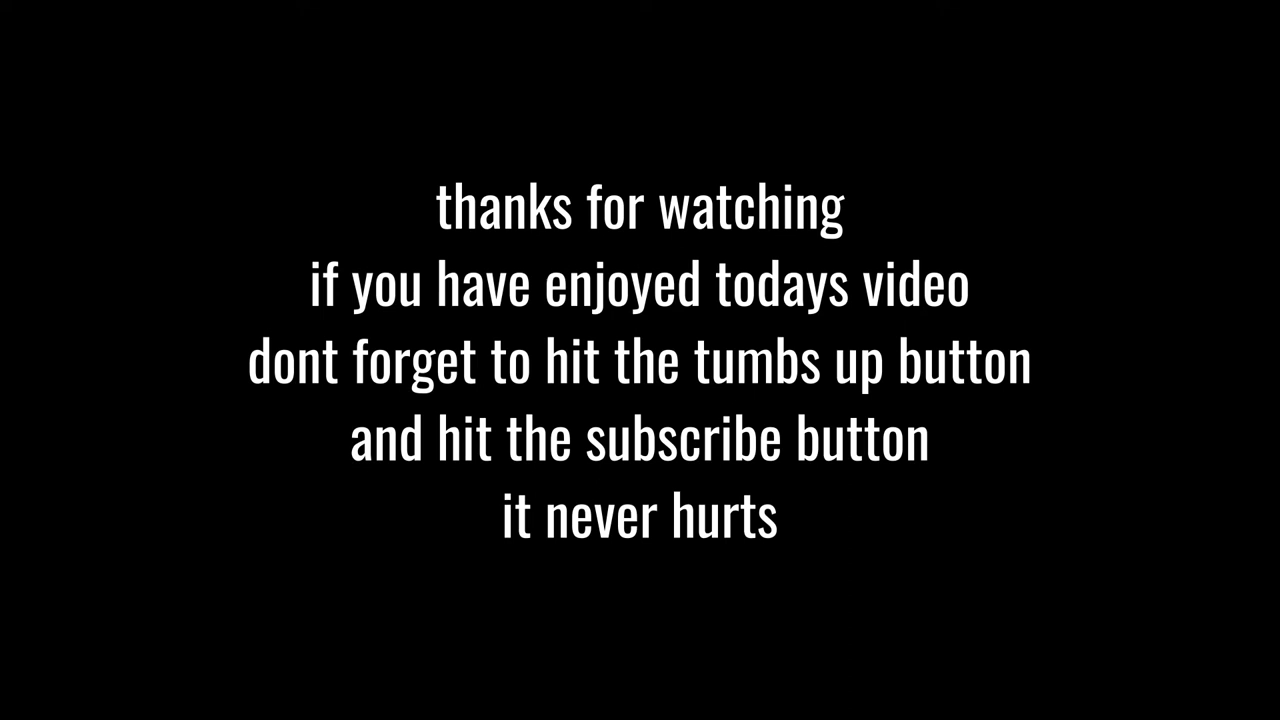 thanks for watching
if you have enjoyed todays video
dont forget to hit the tumbs up button
and hit the subscribe button
it never hurts